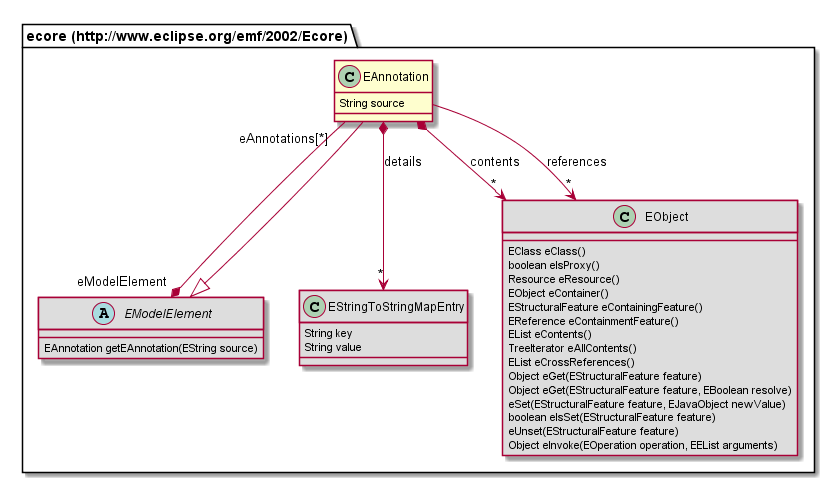 ecore (http://www.eclipse.org/emf/2002/Ecore)
C EAnnotation
String source
eAnnotations[*]
details
contents
references
*
*
eModelElement
*
A EModelElement
EAnnotation getEAnnotation(EString source)
C EStringToStringMapEntry
String key
String value
C EObject
EClass eClass()
boolean eIsProxy()
Resource eResource()
EObject eContainer()
EStructuralFeature eContainingFeature()
EReference eContainmentFeature()
EList eContents()
TreeIterator eAllContents()
EList eCrossReferences()
Object eGet(EStructuralFeature feature)
Object eGet(EStructuralFeature feature, EBoolean resolve)
eSet(EStructuralFeature feature, EJavaObject newValue)
boolean eIsSet(EStructuralFeature feature)
eUnset(EStructuralFeature feature)
Object eInvoke(EOperation operation, EEList arguments)